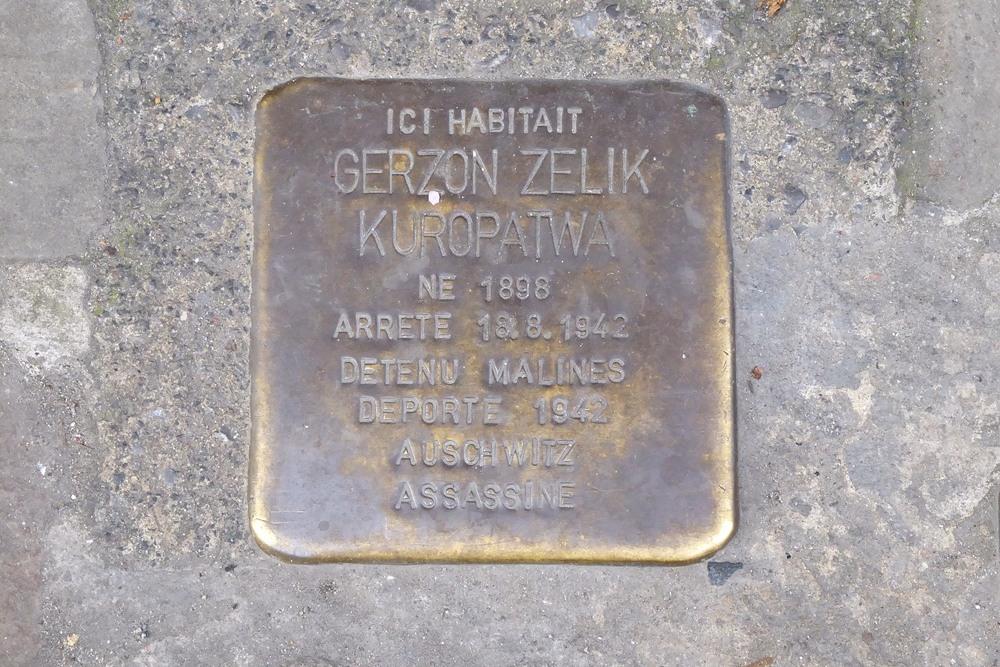 ICI HABITAIT
GERZON ZELIK
KUROPATWA
NE 1898
ARRETE 18.8.1942
DETENU MALINES
DEPORTE 1942
AUSCHWITZ
ASSASSINE